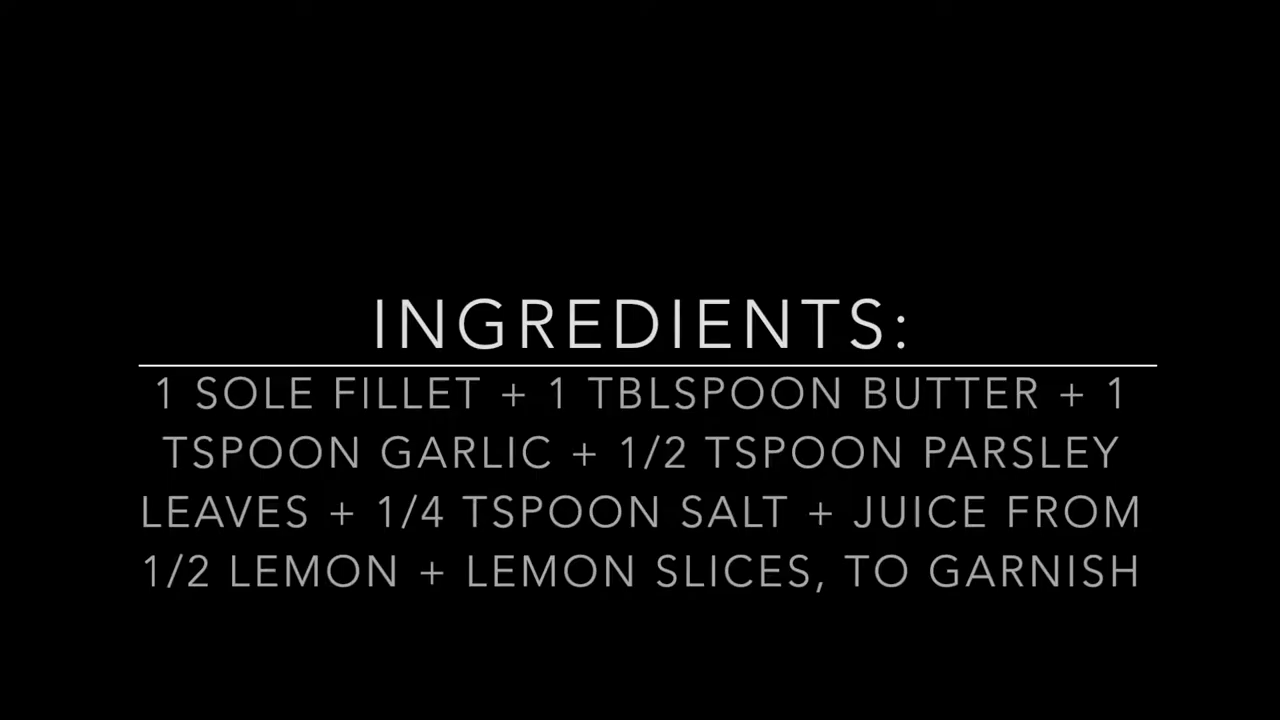 INGREDIENTS:
1 SOLE FILLET + 1 TBLSPOON BUTTER + 1
TSPOON GARLIC + 1/2 TSPOON PARSLEY
LEAVES + 1/4 TSPOON SALT + JUICE FROM
1/2 LEMON + LEMON SLICES, TO GARNISH